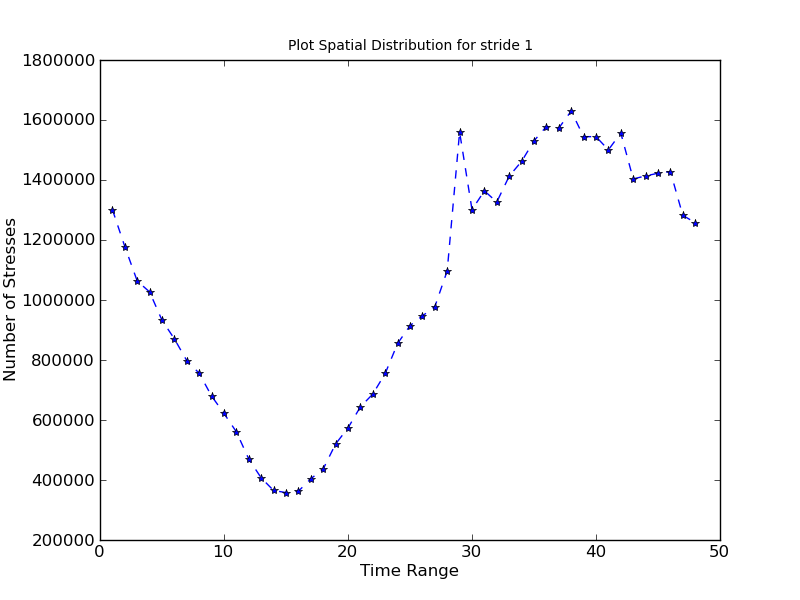 Plot Spatial Distribution for stride 1
1800000
1600000
1400000
1200000
1000000
800000
600000
400000
200000
Number of Stresses
0 10 20 30 40 50
Time Range